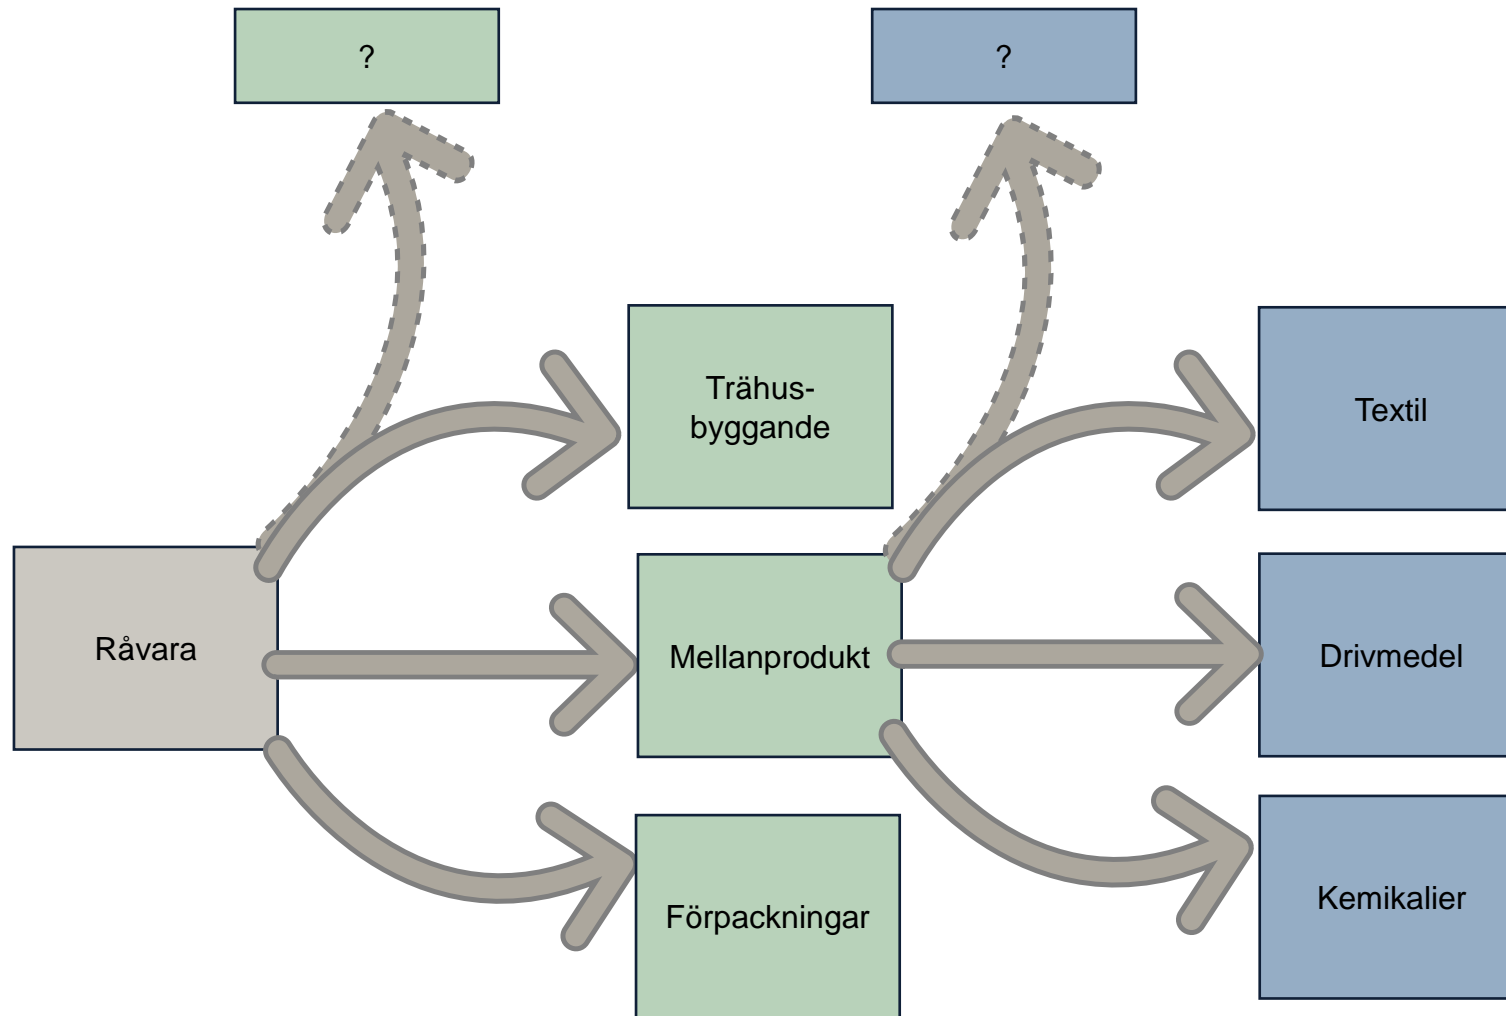 ?
?
Trähus-
byggande
Textil
Råvara
Mellanprodukt
Drivmedel
Förpackningar
Kemikalier